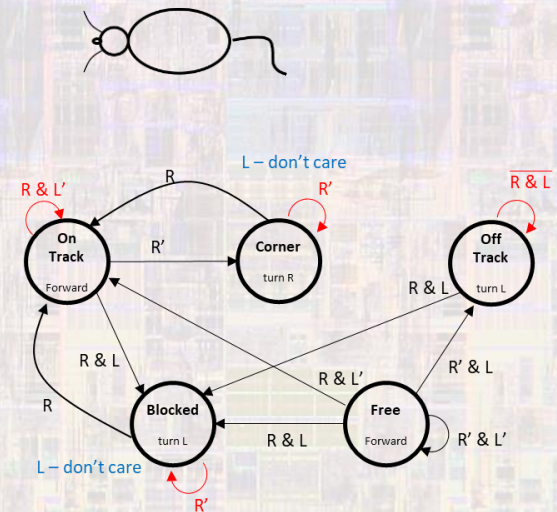 L – don't care
R
R & L'
R'
R & L
On
Track
Forward
R'
Corner
turn R
Off
Track
turn L
R & L
R & L
R & L'
R' & L
R
Blocked
turn L
R & L
Free
Forward
R' & L'
L – don't care
R'